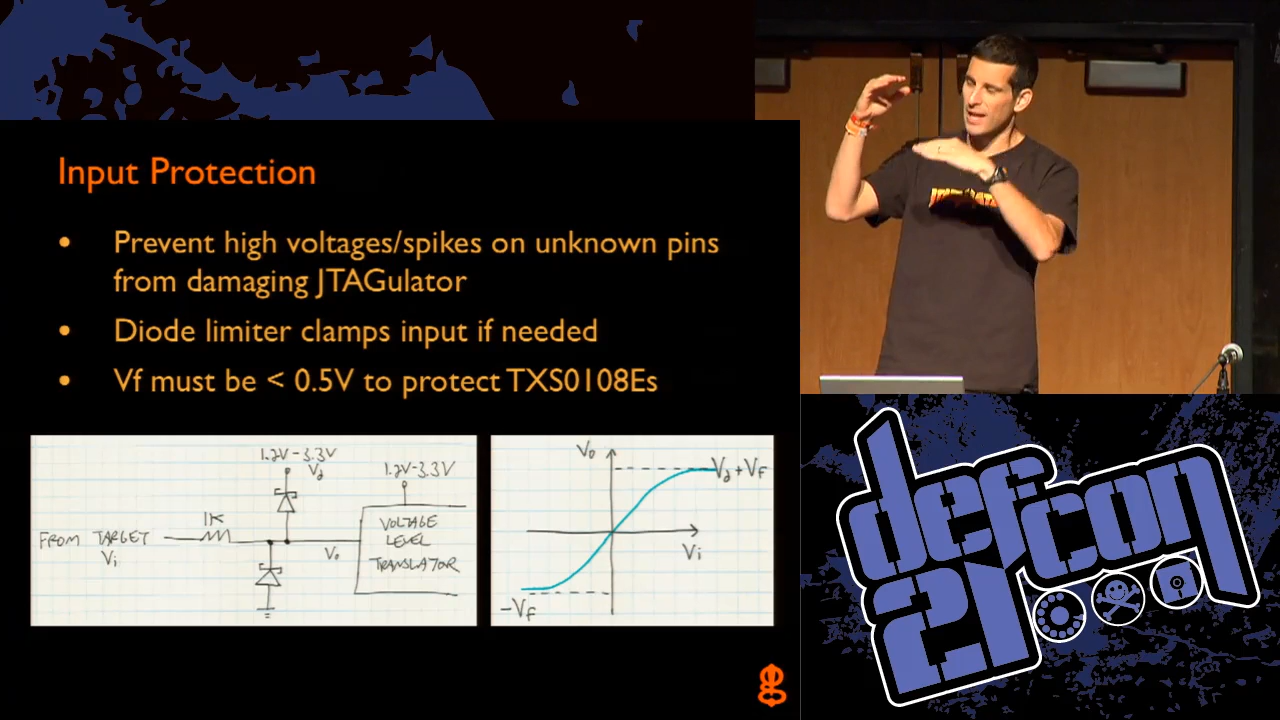 Input Protection
• Prevent high voltages/spikes on unknown pins
from damaging JTAGulator
• Diode limiter clamps input if needed
• Vf must be < 0.5V to protect TXS0108Es
1.2V-3.3V
Vd
1.2V-3.3V
1K
FROM TARGET
Vi
Vo
VOLTAGE
LEVEL
TRANSLATOR
Vo
Vd+Vf
Vi
-Vf
defcon
21